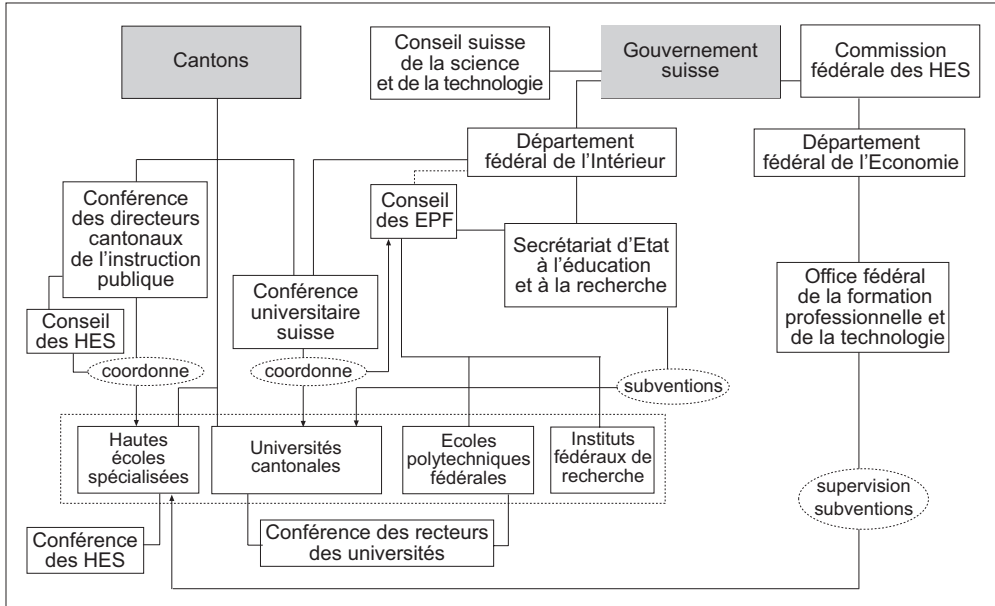 Cantons
Conseil suisse
de la science
et de la technologie
Gouvernement
suisse
Commission
fédérale des HES
Département
fédéral de l'Intérieur
Département
fédéral de l'Economie
Conférence
des directeurs
cantonaux
de l'instruction
publique
Conseil
des EPF
Secrétariat d'Etat
à l'éducation
et à la recherche
Conférence
universitaire
suisse
Office fédéral
de la formation
professionnelle et
de la technologie
Conseil
des HES
coordonne
coordonne
subventions
Hautes
écoles
spécialisées
Universités
cantonales
Ecoles
polytechniques
fédérales
Instituts
fédéraux de
recherche
supervision
subventions
Conférence
des HES
Conférence des recteurs
des universités